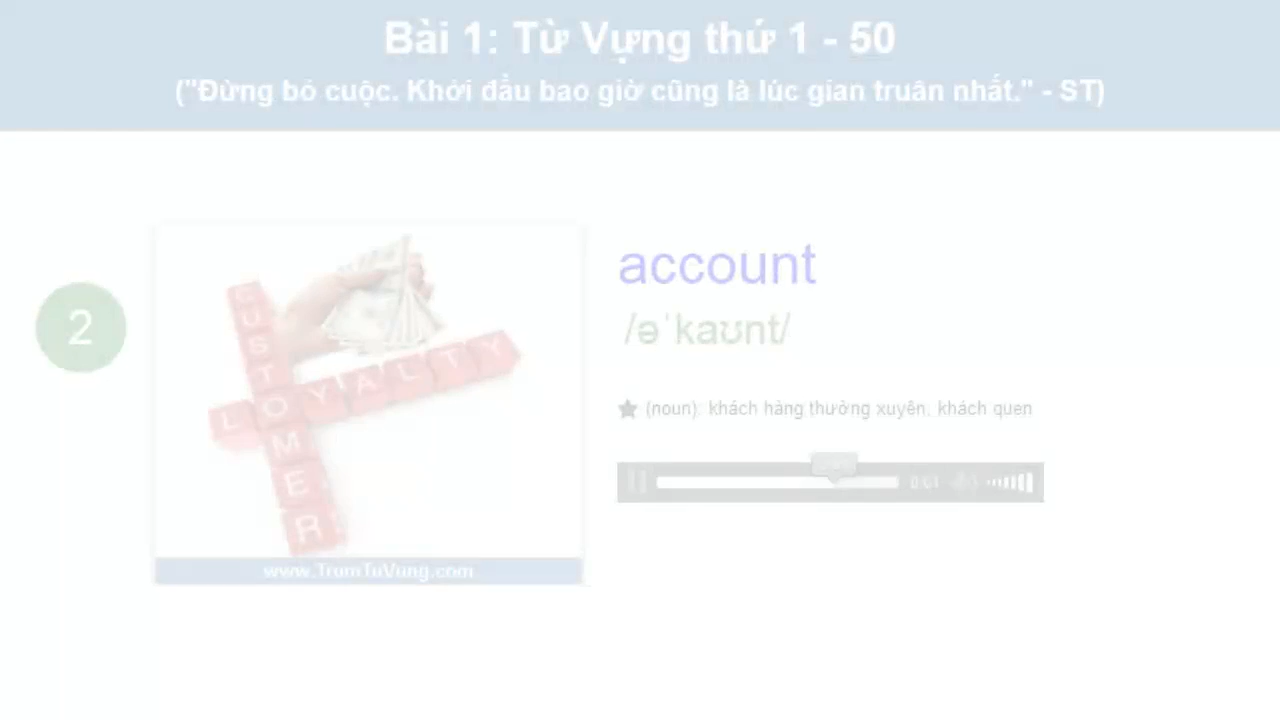 Bài 1: Từ Vựng thứ 1 - 50
("Đừng bỏ cuộc. Khởi đầu bao giờ cũng là lúc gian truân nhất." - ST)
2
CUSTOMER
LOYALTY
www.TrumTuVung.com
account
/əˈkaʊnt/
(noun): khách hàng thường xuyên, khách quen